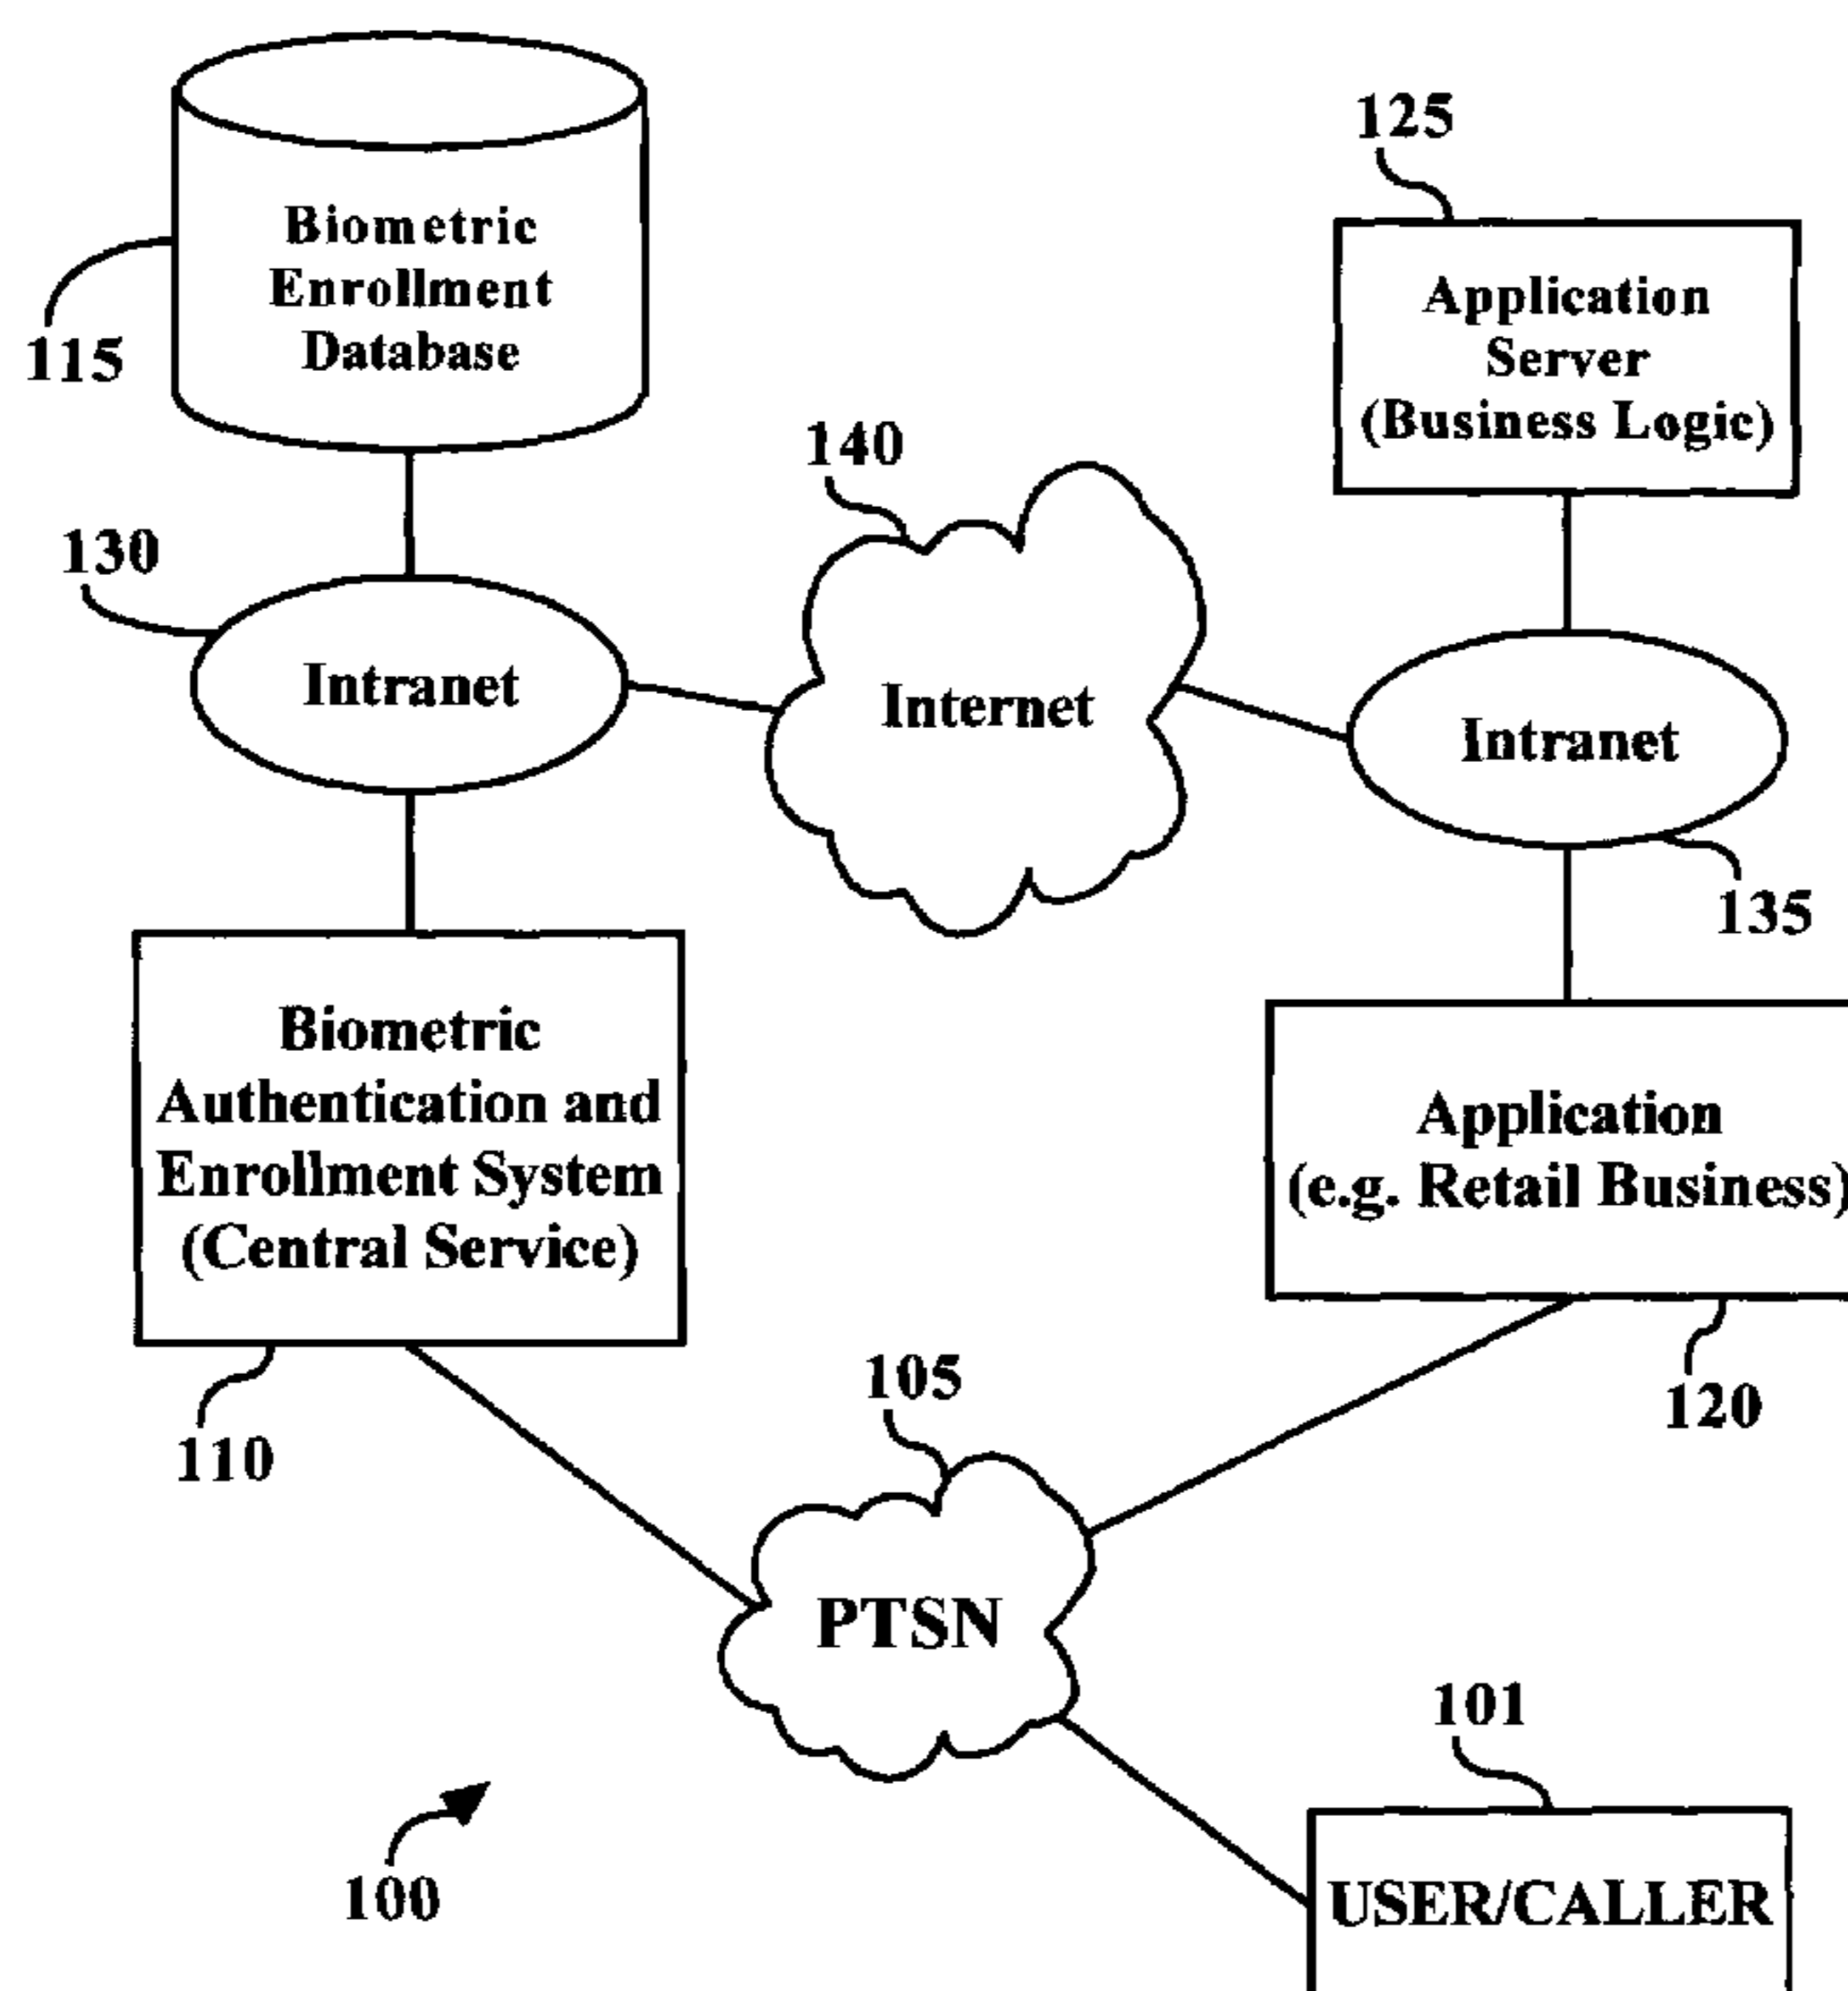 125
Biometric
Enrollment
Database
115
Application
Server
(Business Logic)
140
130
Intranet
Internet
Intranet
135
Biometric
Authentication and
Enrollment System
(Central Service)
110
Application
(e.g. Retail Business)
120
105
PTSN
101
USER/CALLER
100